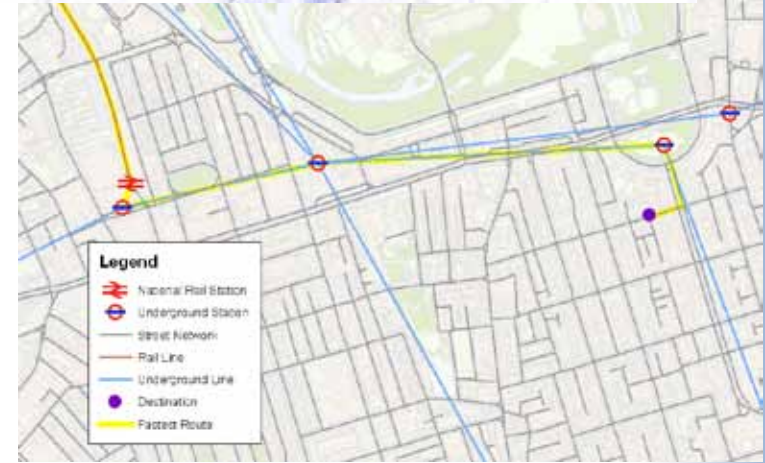 Legend
National Rail Station
Underground Station
Street Network
Rail Line
Underground Line
Destination
Fastest Route